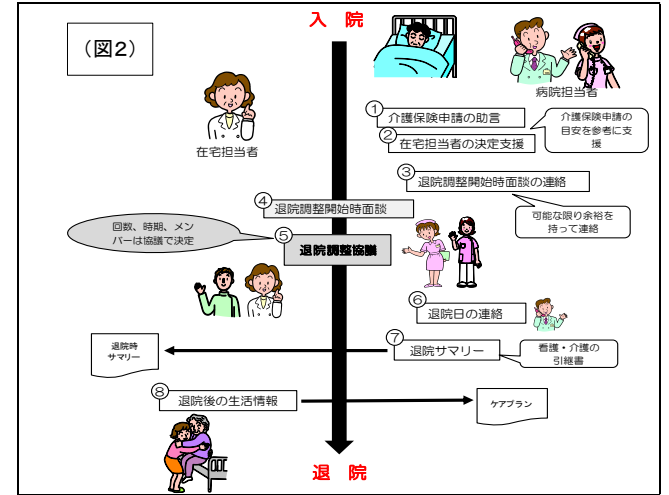 入 院
（図2）
病院担当者
在宅担当者
① 介護保険申請の助言
介護保険申請の
目安を参考に支
援
② 在宅担当者の決定支援
③ 退院調整開始時面談の連絡
可能な限り余裕を
持って連絡
④ 退院調整開始時面談
回数、時期、メン
バーは協議で決定
⑤ 退院調整協議
⑥ 退院日の連絡
⑦ 退院サマリー
看護・介護の
引継書
退院時
サマリー
⑧ 退院後の生活情報
ケアプラン
退 院